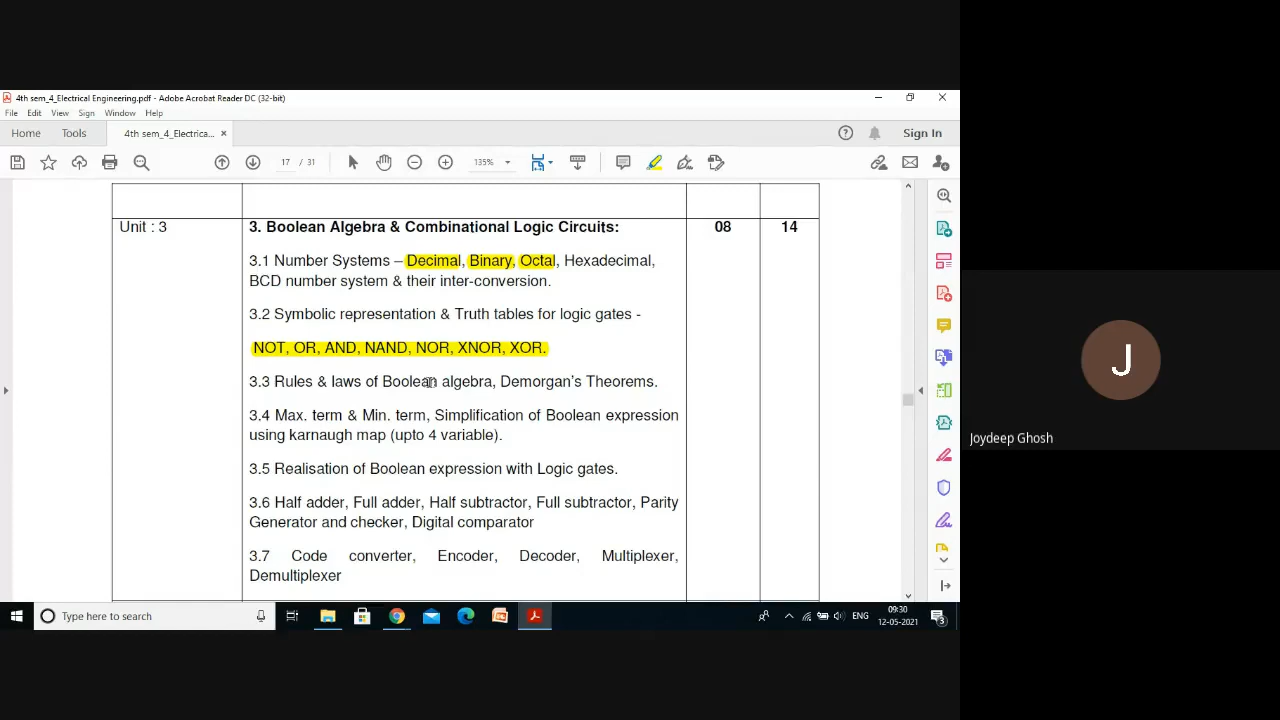 4th sem_4_Electrical Engineering.pdf - Adobe Acrobat Reader DC (32-bit)
File Edit View Sign Window Help
Home Tools 4th sem_4_Electrica... × Sign In
17 / 31 135%
Unit : 3 3. Boolean Algebra & Combinational Logic Circuits: 08 14
3.1 Number Systems – Decimal, Binary, Octal, Hexadecimal,
BCD number system & their inter-conversion.
3.2 Symbolic representation & Truth tables for logic gates -
NOT, OR, AND, NAND, NOR, XNOR, XOR.
3.3 Rules & laws of Boolean algebra, Demorgan's Theorems.
3.4 Max. term & Min. term, Simplification of Boolean expression
using karnaugh map (upto 4 variable).
3.5 Realisation of Boolean expression with Logic gates.
3.6 Half adder, Full adder, Half subtractor, Full subtractor, Parity
Generator and checker, Digital comparator
3.7 Code converter, Encoder, Decoder, Multiplexer,
Demultiplexer
J
Joydeep Ghosh
Type here to search
ENG
09:30
12-05-2021
3